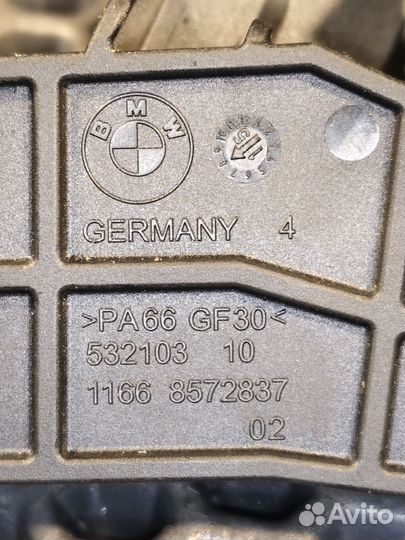 BMW
GERMANY 4
>PA66 GF30<
532103 10
1166 8572837
02
Avito